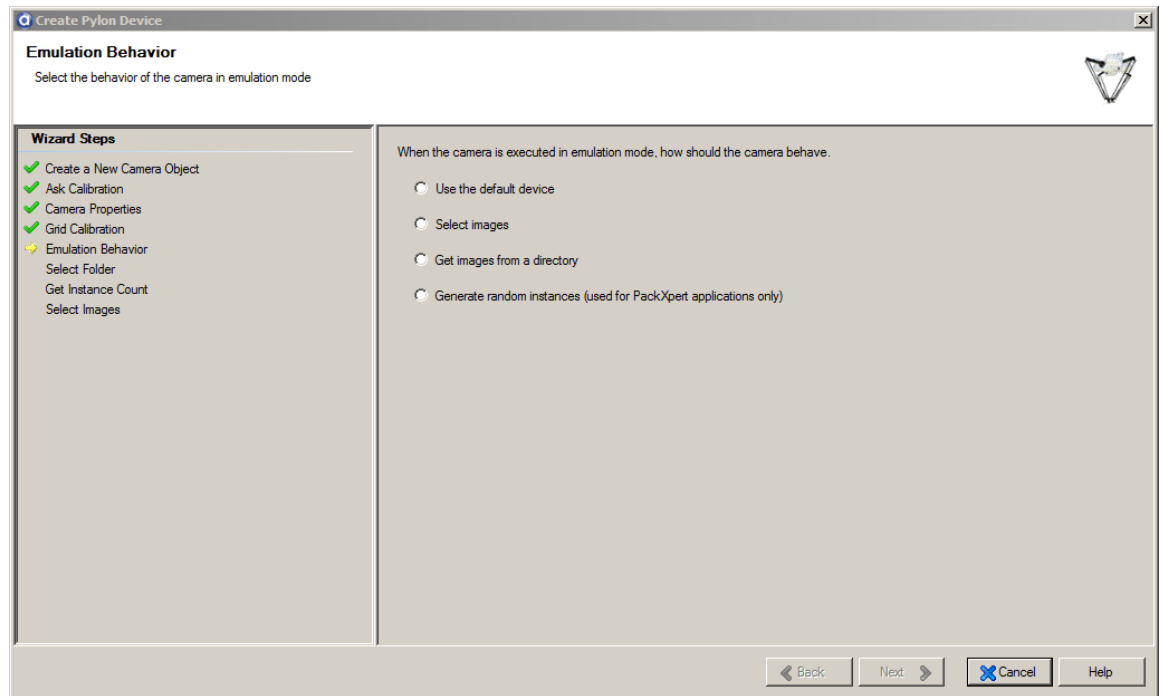 Create Pylon Device
Emulation Behavior
Select the behavior of the camera in emulation mode
Wizard Steps
Create a New Camera Object
Ask Calibration
Camera Properties
Grid Calibration
Emulation Behavior
Select Folder
Get Instance Count
Select Images
When the camera is executed in emulation mode, how should the camera behave.
Use the default device
Select images
Get images from a directory
Generate random instances (used for PackXpert applications only)
Back Next Cancel Help